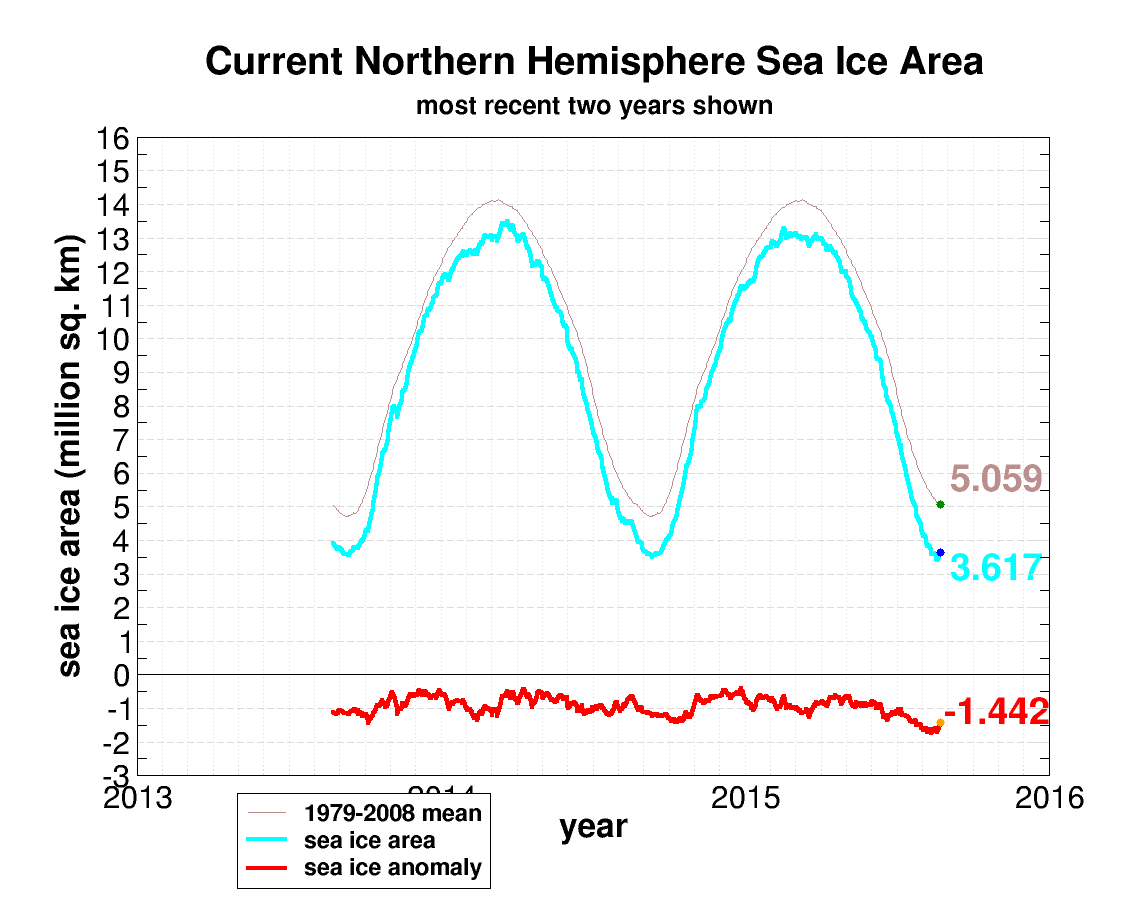 Current Northern Hemisphere Sea Ice Area
most recent two years shown
16
15
14
13
12
11
10
9
8
7
6
5
4
3
2
1
0
-1
-2
-3
sea ice area (million sq. km)
5.059
3.617
-1.442
2013 2014 2015 2016
year
1979-2008 mean
sea ice area
sea ice anomaly